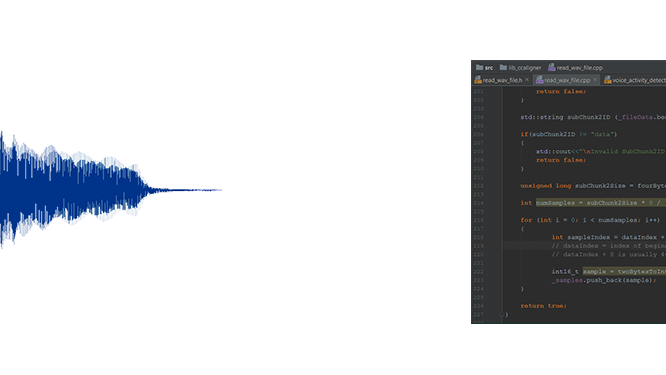 src lib_ccaligner read_wav_file.cpp
read_wav_file.h read_wav_file.cpp voice_activity_detect
return false;
}
std::string subChunk2ID (_fileData.be
if(subChunk2ID != "data")
{
std::cout<<"\nInvalid SubChunk2ID
return false;
}
unsigned long subChunk2Size = fourByte
int numSamples = subChunk2Size * 8 /
for (int i = 0; i < numSamples; i++)
{
int sampleIndex = dataIndex +
// dataIndex = index of begin
// dataIndex + 8 is usually 4
int16_t sample = twoBytesToInt
_samples.push_back(sample);
}
return true;
}